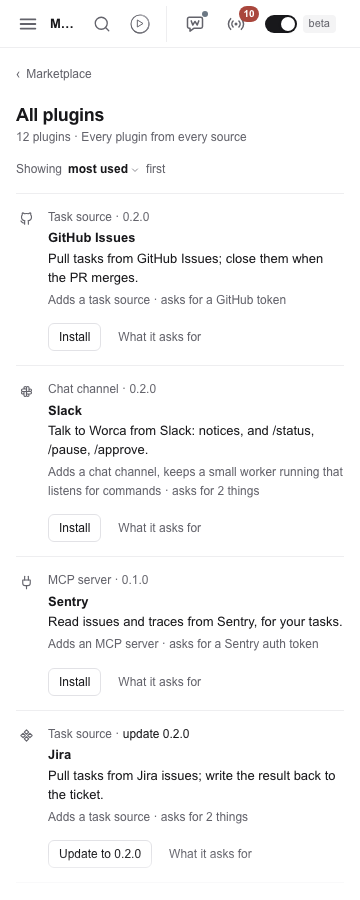 M...
10
beta
‹ Marketplace
All plugins
12 plugins · Every plugin from every source
Showing most used first
Task source · 0.2.0
GitHub Issues
Pull tasks from GitHub Issues; close them when
the PR merges.
Adds a task source · asks for a GitHub token
Install What it asks for
Chat channel · 0.2.0
Slack
Talk to Worca from Slack: notices, and /status,
/pause, /approve.
Adds a chat channel, keeps a small worker running that
listens for commands · asks for 2 things
Install What it asks for
MCP server · 0.1.0
Sentry
Read issues and traces from Sentry, for your tasks.
Adds an MCP server · asks for a Sentry auth token
Install What it asks for
Task source · update 0.2.0
Jira
Pull tasks from Jira issues; write the result back to
the ticket.
Adds a task source · asks for 2 things
Update to 0.2.0 What it asks for